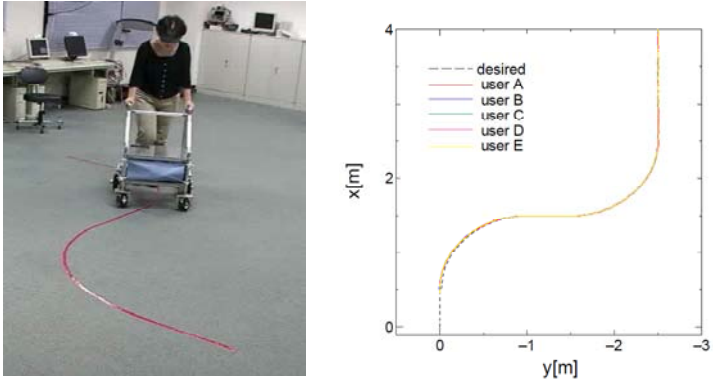 4
desired
user A
user B
user C
user D
user E
x[m]
2
0
0
−1
−2
−3
y[m]